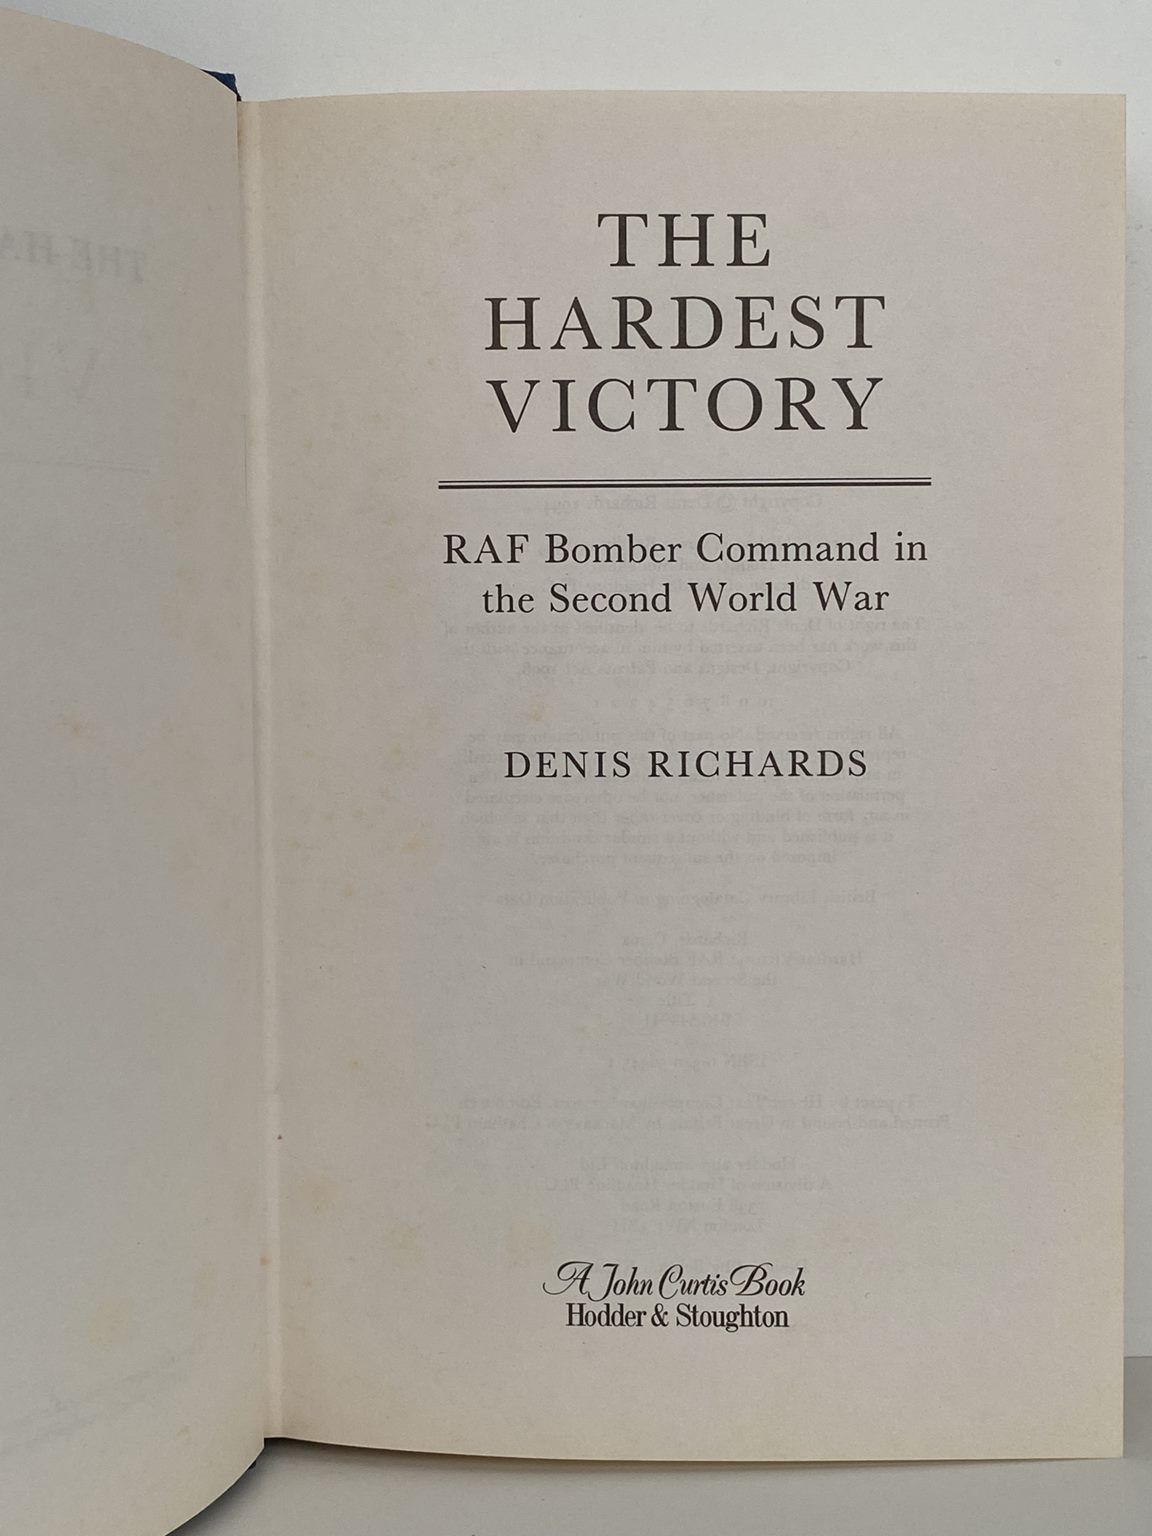 THE
HARDEST
VICTORY
RAF Bomber Command in
the Second World War
DENIS RICHARDS
A John Curtis Book
Hodder & Stoughton